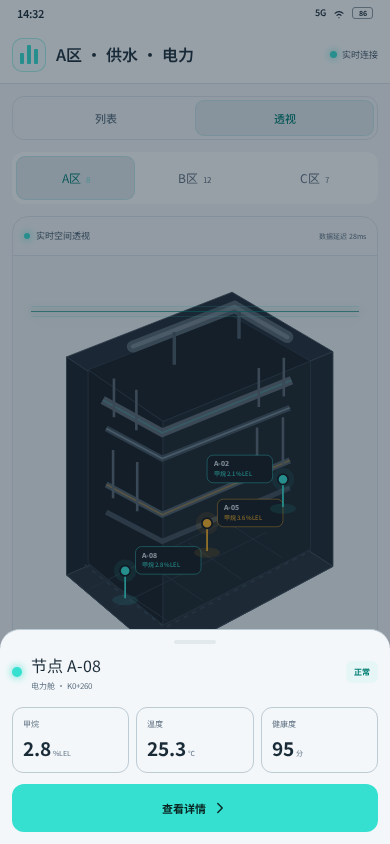 14:32
5G
86
A区 · 供水 · 电力
实时连接
列表
透视
A区 8
B区 12
C区 7
实时空间透视
数据延迟 28ms
A-02
甲烷 2.1%LEL
A-05
甲烷 3.6%LEL
A-08
甲烷 2.8%LEL
节点 A-08
正常
电力舱 · K0+260
甲烷
2.8 %LEL
温度
25.3 °C
健康度
95 分
查看详情